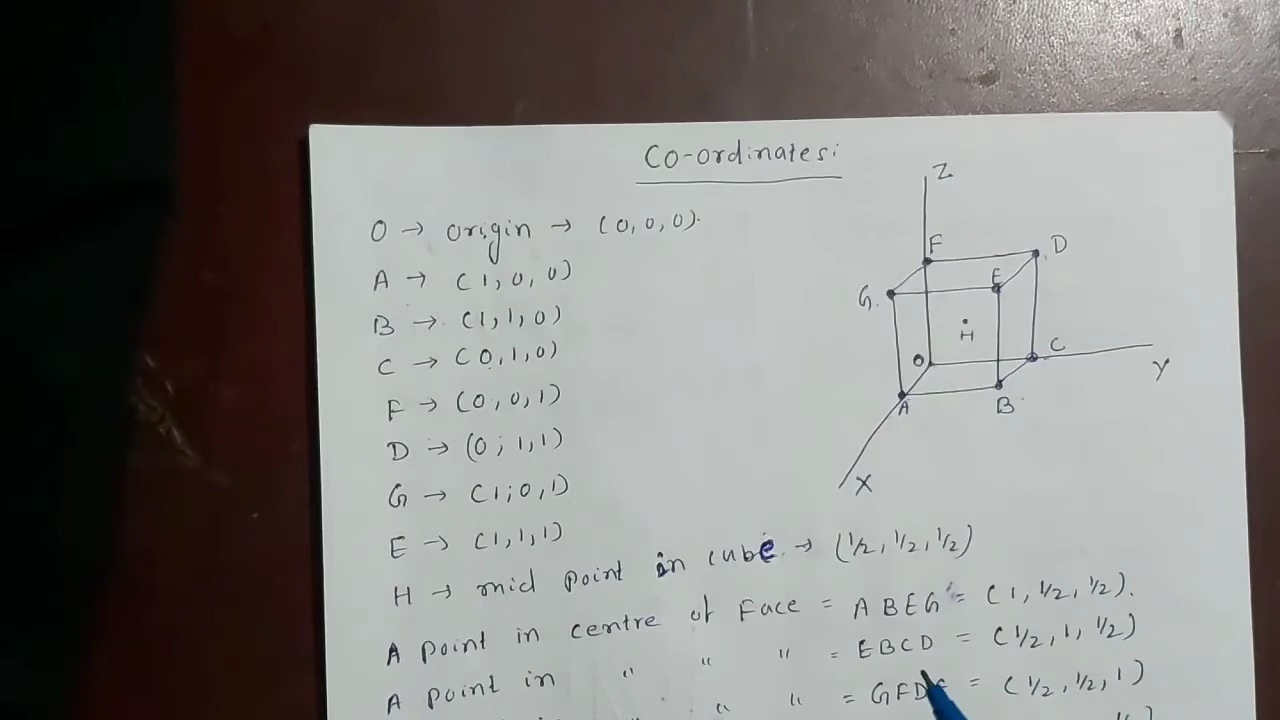 Co-ordinates:
O → origin → (0,0,0).
A → (1,0,0)
B → (1,1,0)
C → (0,1,0)
F → (0,0,1)
D → (0,1,1)
G → (1,0,1)
E → (1,1,1)
H → mid point in cube → (1/2, 1/2, 1/2)
A point in centre of Face = ABEG = (1, 1/2, 1/2).
A point in " " " = EBCD = (1/2, 1, 1/2)
" " = (1/2, 1/2, 1)
Z
F
D
E
G
H
O
C
Y
A
B
X